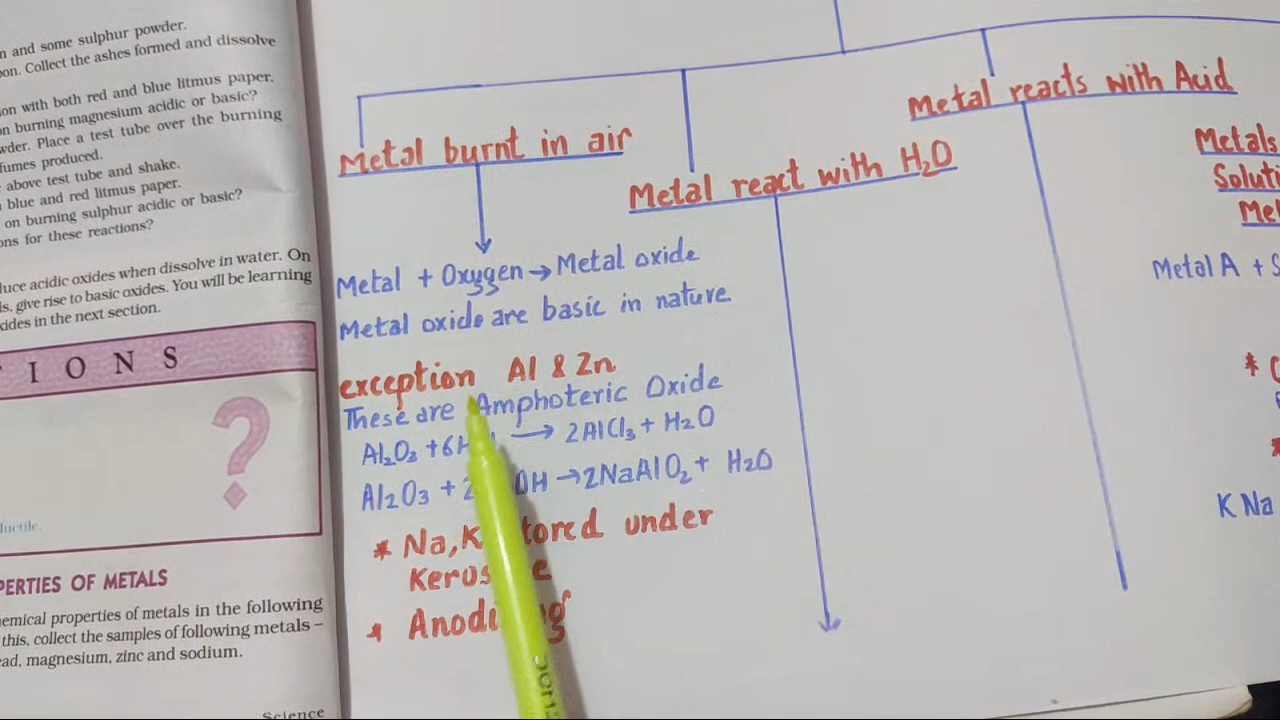 n and some sulphur powder.
on. Collect the ashes formed and dissolve
on with both red and blue litmus paper.
n burning magnesium acidic or basic?
wder. Place a test tube over the burning
fumes produced.
above test tube and shake.
blue and red litmus paper.
on burning sulphur acidic or basic?
ons for these reactions?
luce acidic oxides when dissolve in water. On
ls, give rise to basic oxides. You will be learning
xides in the next section.
I O N S
?
ductile.
PERTIES OF METALS
hemical properties of metals in the following
this, collect the samples of following metals –
ad, magnesium, zinc and sodium.
Science
Metal burnt in air
Metal + Oxygen → Metal oxide
Metal oxide are basic in nature
exception Al & Zn
These are Amphoteric Oxide
Al₂O₃ + 6H → 2AlCl₃ + H₂O
Al₂O₃ + 2 OH → 2NaAlO₂ + H₂O
* Na, K tored under
Keros e
* Anodi g
Metal react with H₂O
Metal reacts with Acid
Metals
Soluti
Me
Metal A + S
*
*
K Na